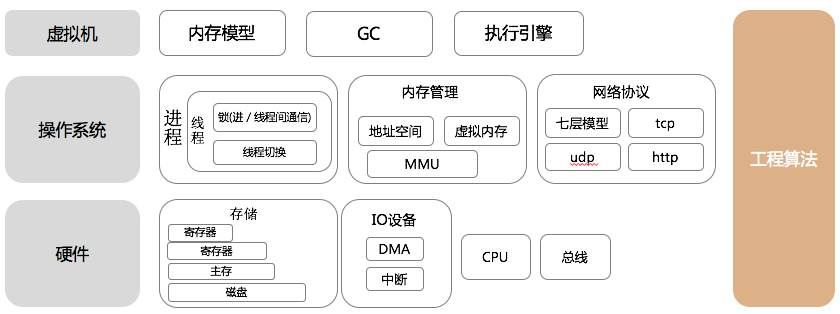 虚拟机
内存模型
GC
执行引擎
操作系统
进程
线程
锁(进 / 线程间通信)
线程切换
内存管理
地址空间
虚拟内存
MMU
网络协议
七层模型
tcp
udp
http
硬件
存储
寄存器
寄存器
主存
磁盘
IO设备
DMA
中断
CPU
总线
工程算法